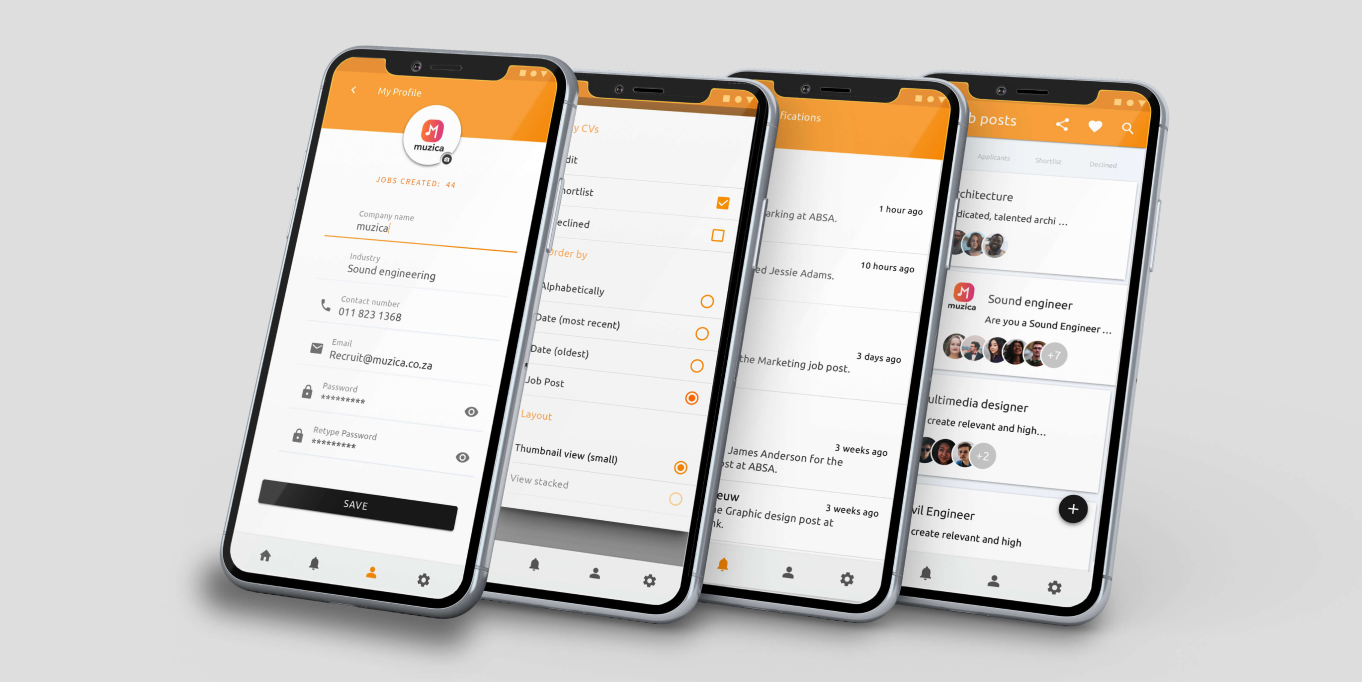 My Profile
muzica
JOBS CREATED: 44
Company name
muzica
Industry
Sound engineering
Contact number
011 823 1368
Email
Recruit@muzica.co.za
Password
*********
Retype Password
*********
SAVE
y CVs
dit
hortlist
eclined
order by
Alphabetically
Date (most recent)
Date (oldest)
Job Post
Layout
Thumbnail view (small)
View stacked
fications
1 hour ago
arking at ABSA.
10 hours ago
ed Jessie Adams.
3 days ago
the Marketing job post.
3 weeks ago
James Anderson for the
ost at ABSA.
euw
3 weeks ago
he Graphic design post at
nk.
b posts
Applicants Shortlist Declined
rchitecture
dicated, talented archi ...
muzica
Sound engineer
Are you a Sound Engineer ...
+7
ultimedia designer
create relevant and high...
+2
vil Engineer
create relevant and high